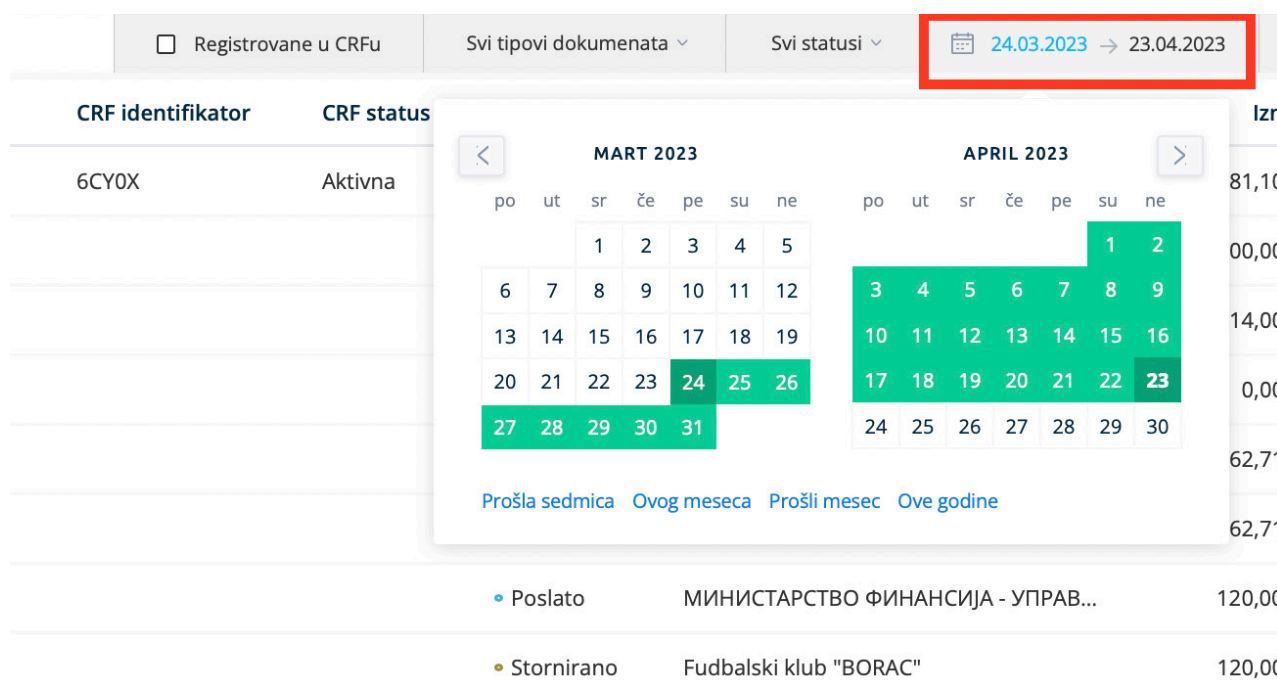 Registrovane u CRFu Svi tipovi dokumenata Svi statusi 24.03.2023 → 23.04.2023
CRF identifikator CRF status
6CY0X Aktivna
MART 2023
po ut sr če pe su ne
1 2 3 4 5
6 7 8 9 10 11 12
13 14 15 16 17 18 19
20 21 22 23 24 25 26
27 28 29 30 31
APRIL 2023
po ut sr če pe su ne
1 2
3 4 5 6 7 8 9
10 11 12 13 14 15 16
17 18 19 20 21 22 23
24 25 26 27 28 29 30
Prošla sedmica Ovog meseca Prošli mesec Ove godine
Poslato МИНИСТАРСТВО ФИНАНСИЈА - УПРАВ... 120,00
Stornirano Fudbalski klub "BORAC" 120,00